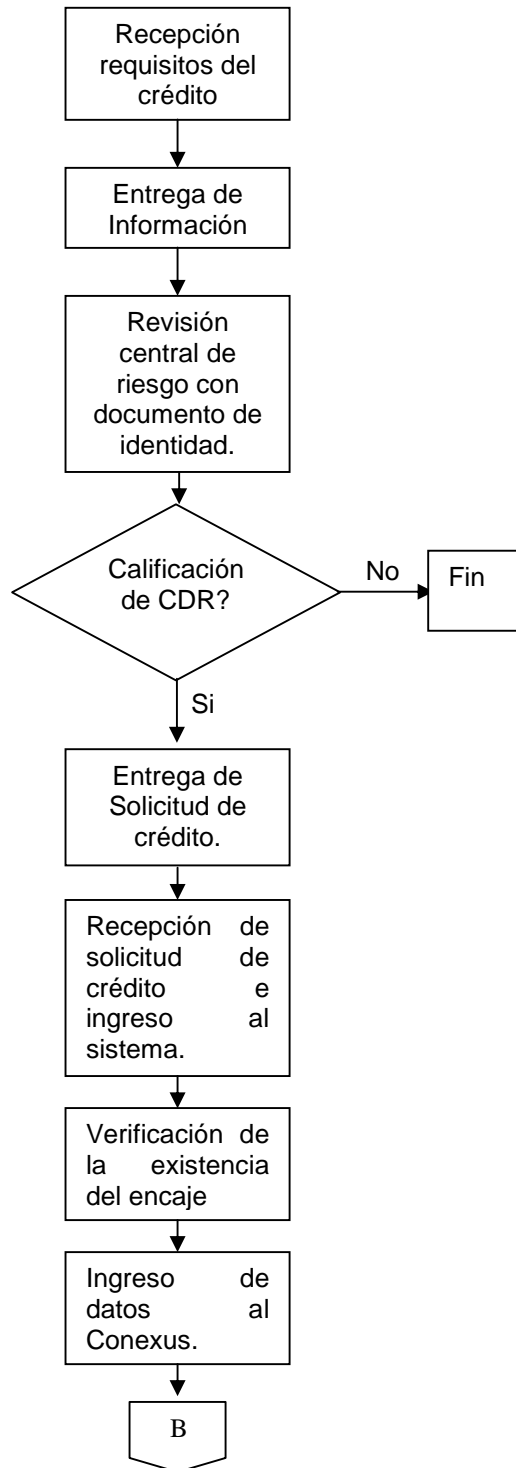 Recepción
requisitos del
crédito
Entrega de
Información
Revisión
central de
riesgo con
documento de
identidad.
Calificación
de CDR?
No
Fin
Si
Entrega de
Solicitud de
crédito.
Recepción de
solicitud de
crédito e
ingreso al
sistema.
Verificación de
la existencia
del encaje
Ingreso de
datos al
Conexus.
B